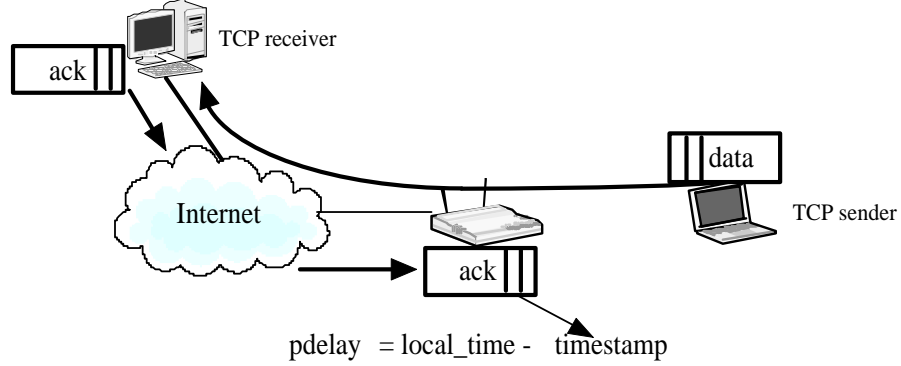 TCP receiver
ack
data
Internet
TCP sender
ack
pdelay = local_time - timestamp